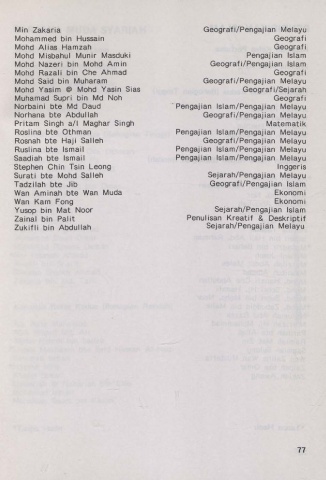 Min Zakaria Geografi/Pengajian Melayu
Mohammed bin Hussain Geografi
Mohd Alias Hamzah Geografi
Mohd Misbahul Munir Masduki Pengajian Islam
Mohd Nazeri bin Mohd Amin Geografi/Pengajian Islam
Mohd Razali bin Che Ahmad Geografi
Mohd Said bin Muharam Geografi/Pengajian Melayu
Mohd Yasim @ Mohd Yasin Sias Geografi/Sejarah
Muhamad Supri bin Md Noh Geografi
Norbaini bte Md Daud Pengajian Islam/Pengajian Melayu
Norhana bte Abdullah Geografi/Pengajian Melayu
Pritam Singh a/l Maghar Singh Matematik
Roslina bte Othman Pengajian Islam/Pengajian Melayu
Rosnah bte Haji Salleh Geografi/Pengajian Melayu
Ruslina bte Ismail Pengajian Islam/Pengajian Melayu
Saadiah bte Ismail Pengajian Islam/Pengajian Melayu
Stephen Chin Tsin Leong Inggeris
Surati bte Mohd Salleh Sejarah/Pengajian Melayu
Tadzilah bte Jib Geografi/Pengajian Islam
Wan Aminah bte Wan Muda Ekonomi
Wan Kam Fong Ekonomi
Yusop bin Mat Noor Sejarah/Pengajian Islam
Zainal bin Palit Penulisan Kreatif & Deskriptif
Zukifli bin Abdullah Sejarah/Pengajian Melayu
77